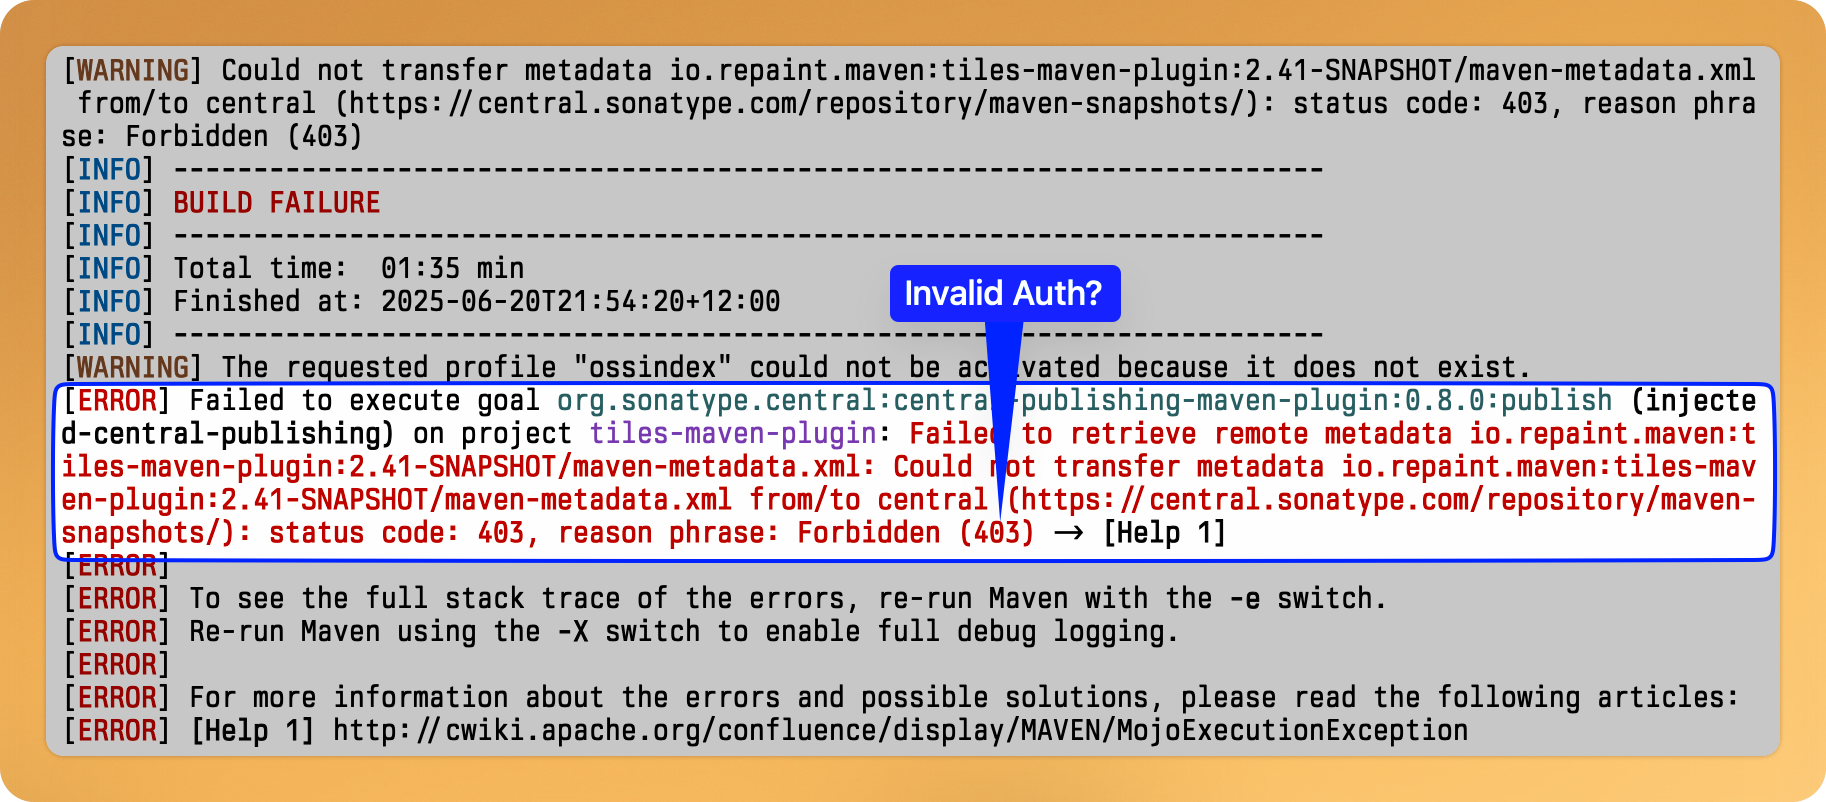 [WARNING] Could not transfer metadata io.repaint.maven:tiles-maven-plugin:2.41-SNAPSHOT/maven-metadata.xml
from/to central (https://central.sonatype.com/repository/maven-snapshots/): status code: 403, reason phra
se: Forbidden (403)
[INFO] ------------------------------------------------------------------------
[INFO] BUILD FAILURE
[INFO] ------------------------------------------------------------------------
[INFO] Total time:  01:35 min
[INFO] Finished at: 2025-06-20T21:54:20+12:00
Invalid Auth?
[INFO] ------------------------------------------------------------------------
[WARNING] The requested profile "ossindex" could not be activated because it does not exist.
[ERROR] Failed to execute goal org.sonatype.central:central-publishing-maven-plugin:0.8.0:publish (injecte
d-central-publishing) on project tiles-maven-plugin: Failed to retrieve remote metadata io.repaint.maven:t
iles-maven-plugin:2.41-SNAPSHOT/maven-metadata.xml: Could not transfer metadata io.repaint.maven:tiles-mav
en-plugin:2.41-SNAPSHOT/maven-metadata.xml from/to central (https://central.sonatype.com/repository/maven-
snapshots/): status code: 403, reason phrase: Forbidden (403) -> [Help 1]
[ERROR]
[ERROR] To see the full stack trace of the errors, re-run Maven with the -e switch.
[ERROR] Re-run Maven using the -X switch to enable full debug logging.
[ERROR]
[ERROR] For more information about the errors and possible solutions, please read the following articles:
[ERROR] [Help 1] http://cwiki.apache.org/confluence/display/MAVEN/MojoExecutionException